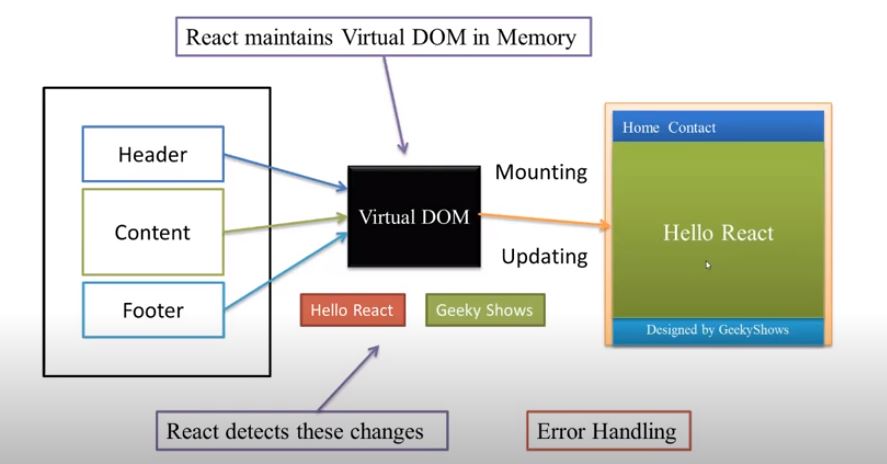 React maintains Virtual DOM in Memory
Header
Content
Footer
Virtual DOM
Mounting
Updating
Home Contact
Hello React
Designed by GeekyShows
Hello React
Geeky Shows
React detects these changes
Error Handling